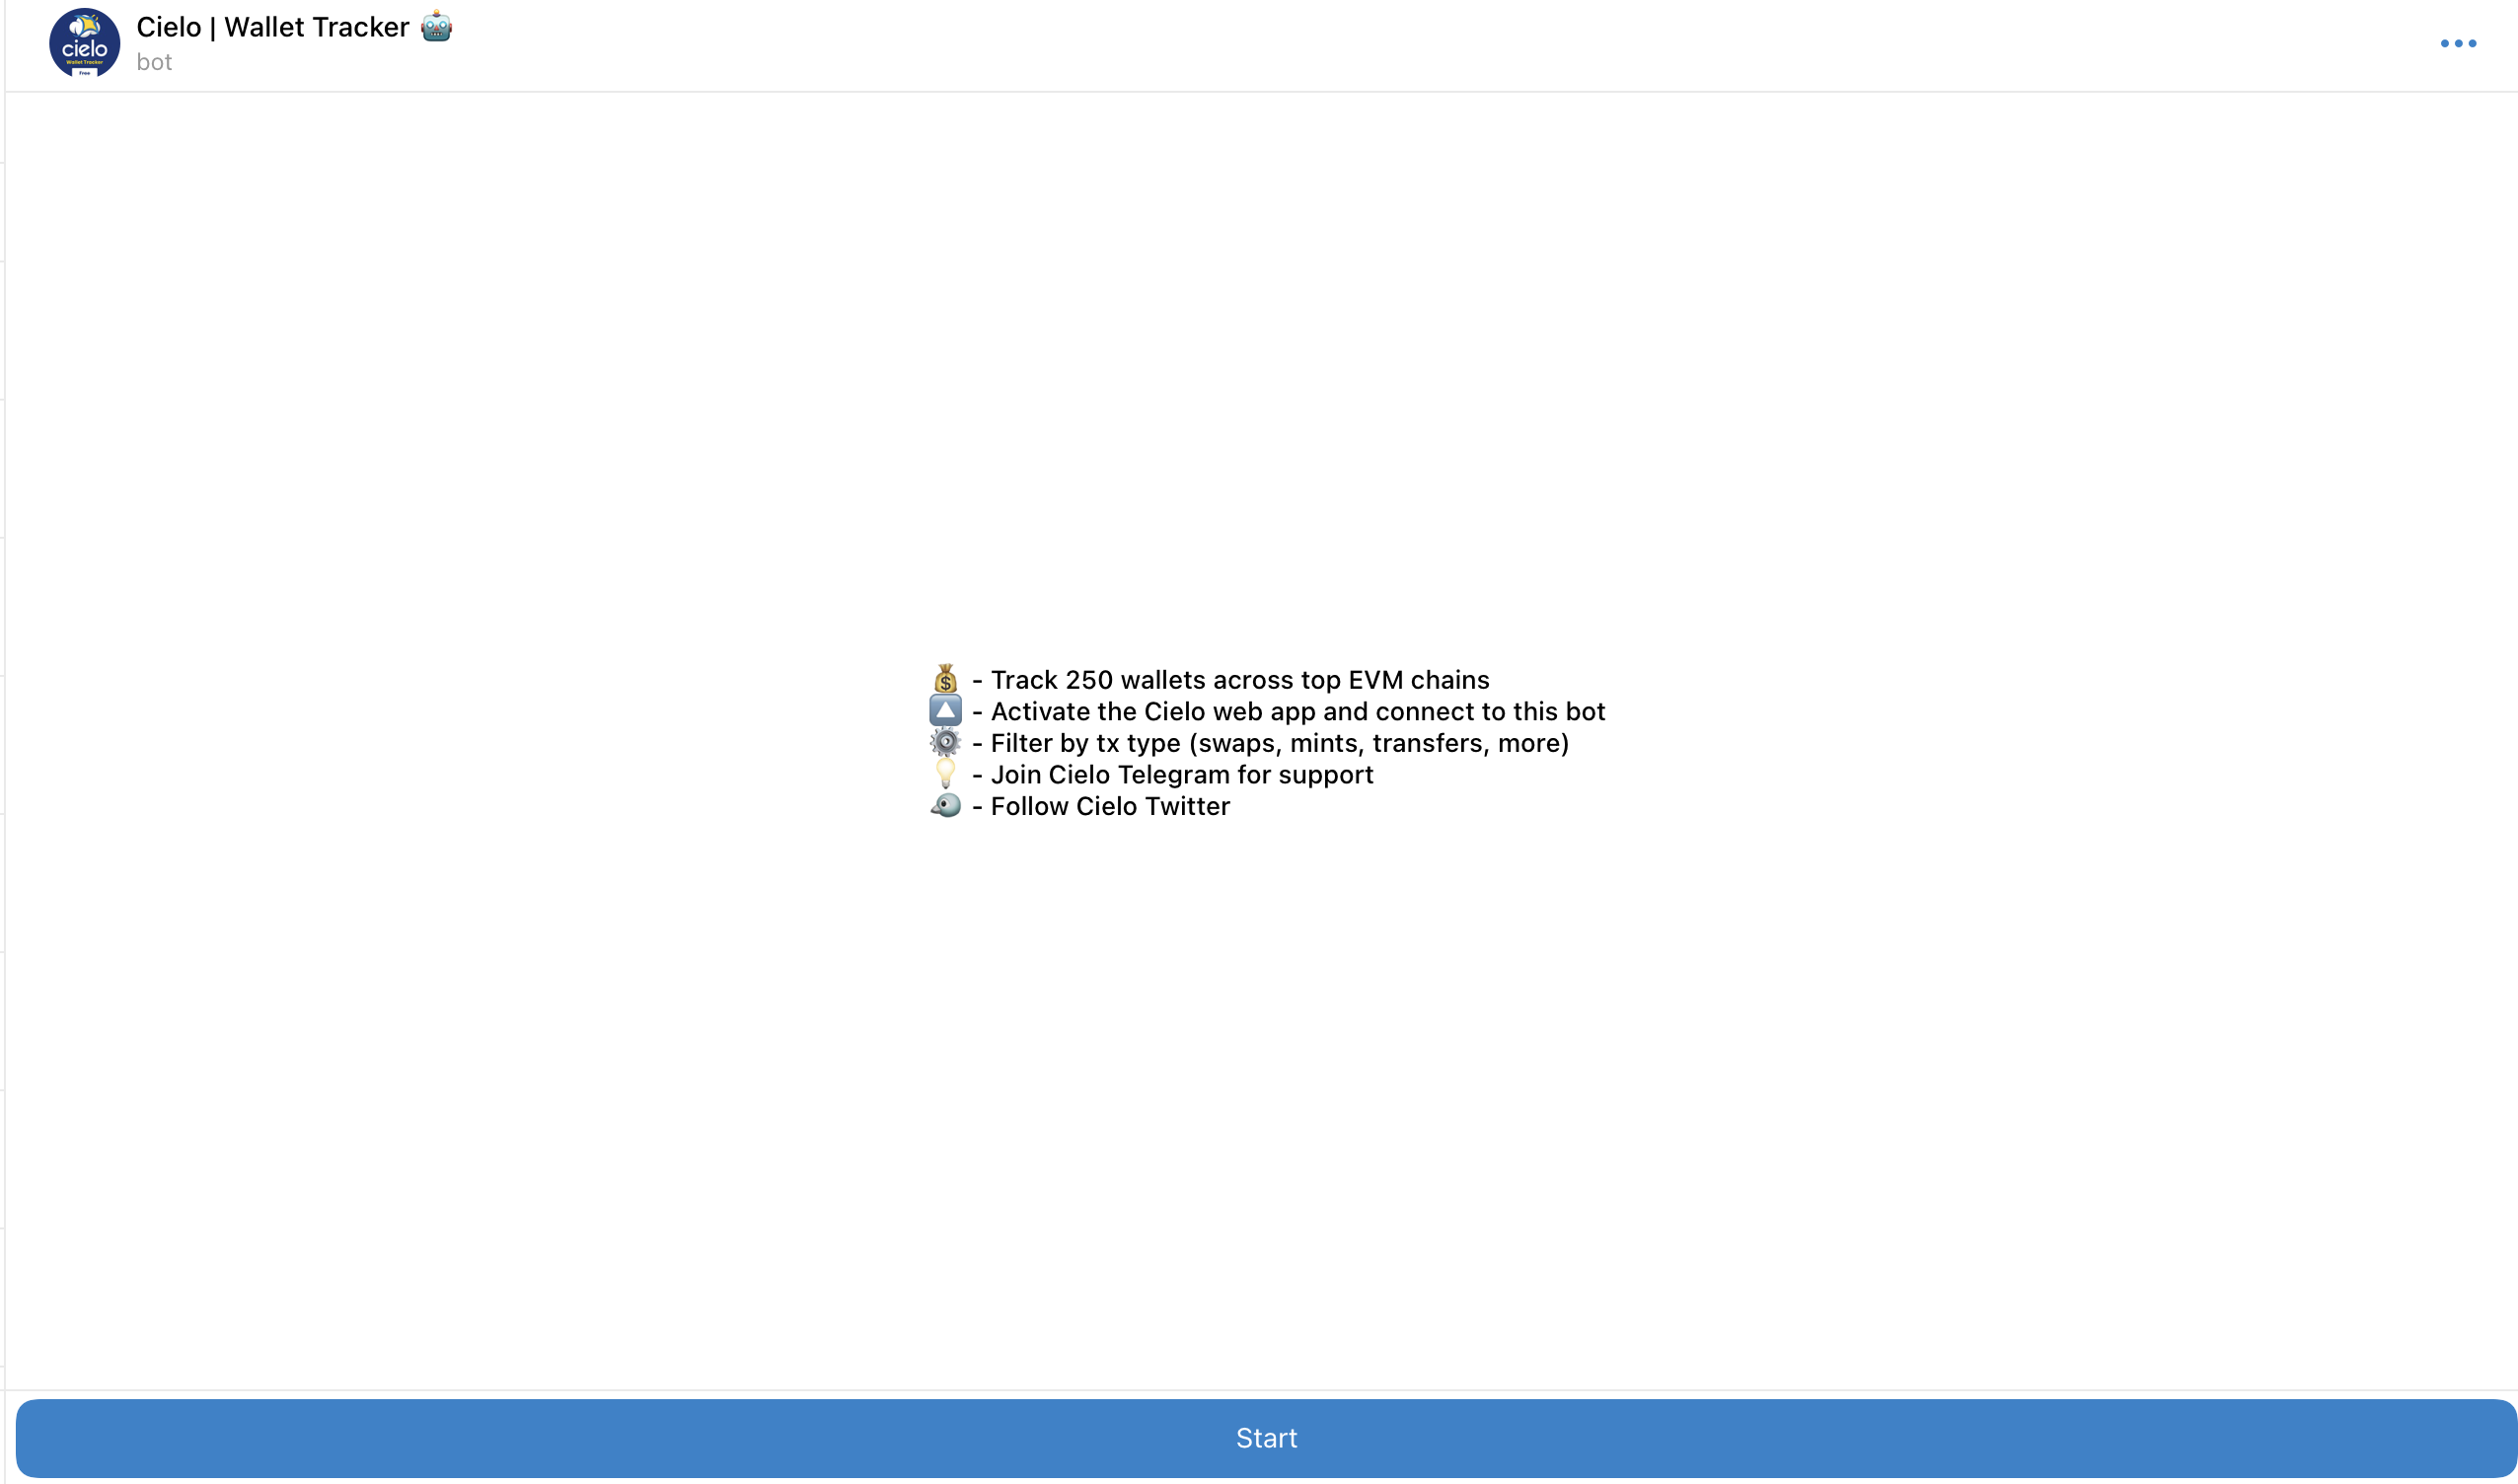 Cielo | Wallet Tracker 🤖
bot
cielo
Wallet Tracker
Free
💰 - Track 250 wallets across top EVM chains
🔼 - Activate the Cielo web app and connect to this bot
⚙️ - Filter by tx type (swaps, mints, transfers, more)
💡 - Join Cielo Telegram for support
🐦 - Follow Cielo Twitter
Start